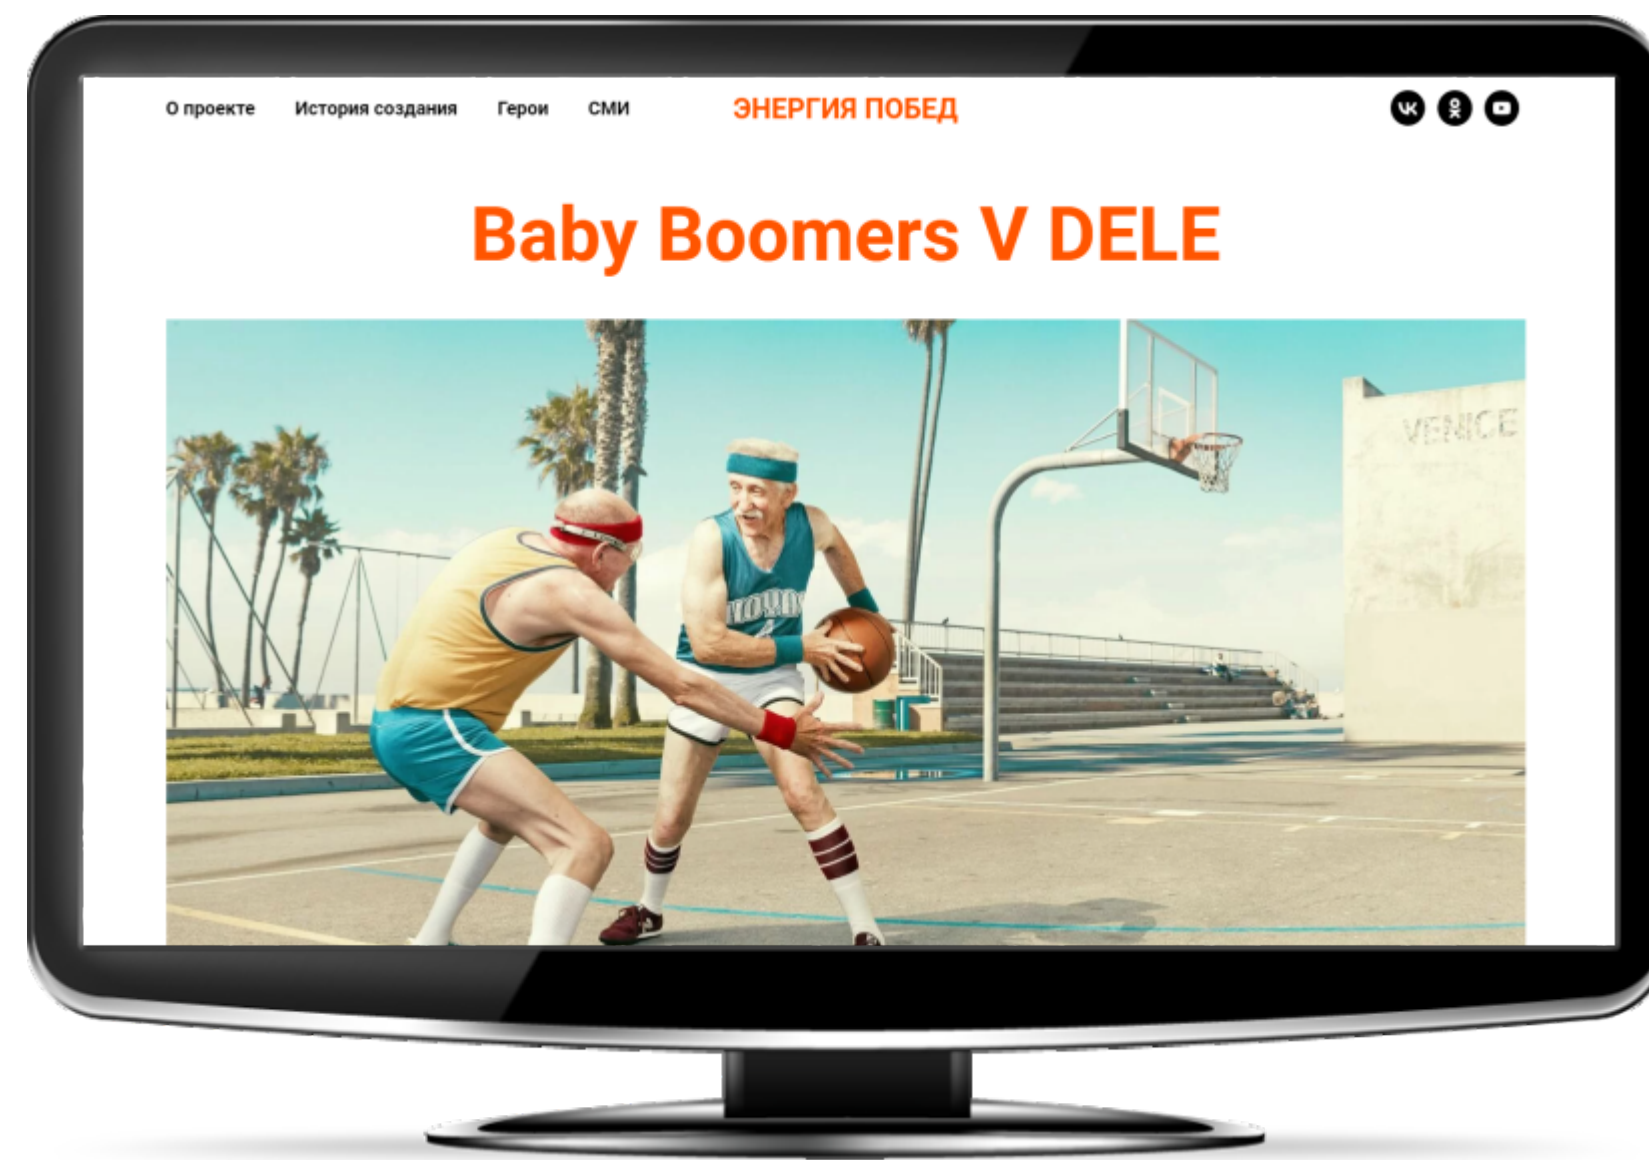 О проекте
История создания
Герои
СМИ
ЭНЕРГИЯ ПОБЕД
Baby Boomers V DELE
VENICE